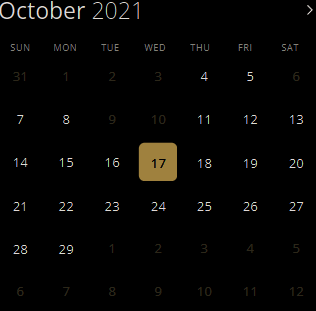 October 2021
SUN MON TUE WED THU FRI SAT
31 1 2 3 4 5 6
7 8 9 10 11 12 13
14 15 16 17 18 19 20
21 22 23 24 25 26 27
28 29 1 2 3 4 5
6 7 8 9 10 11 12